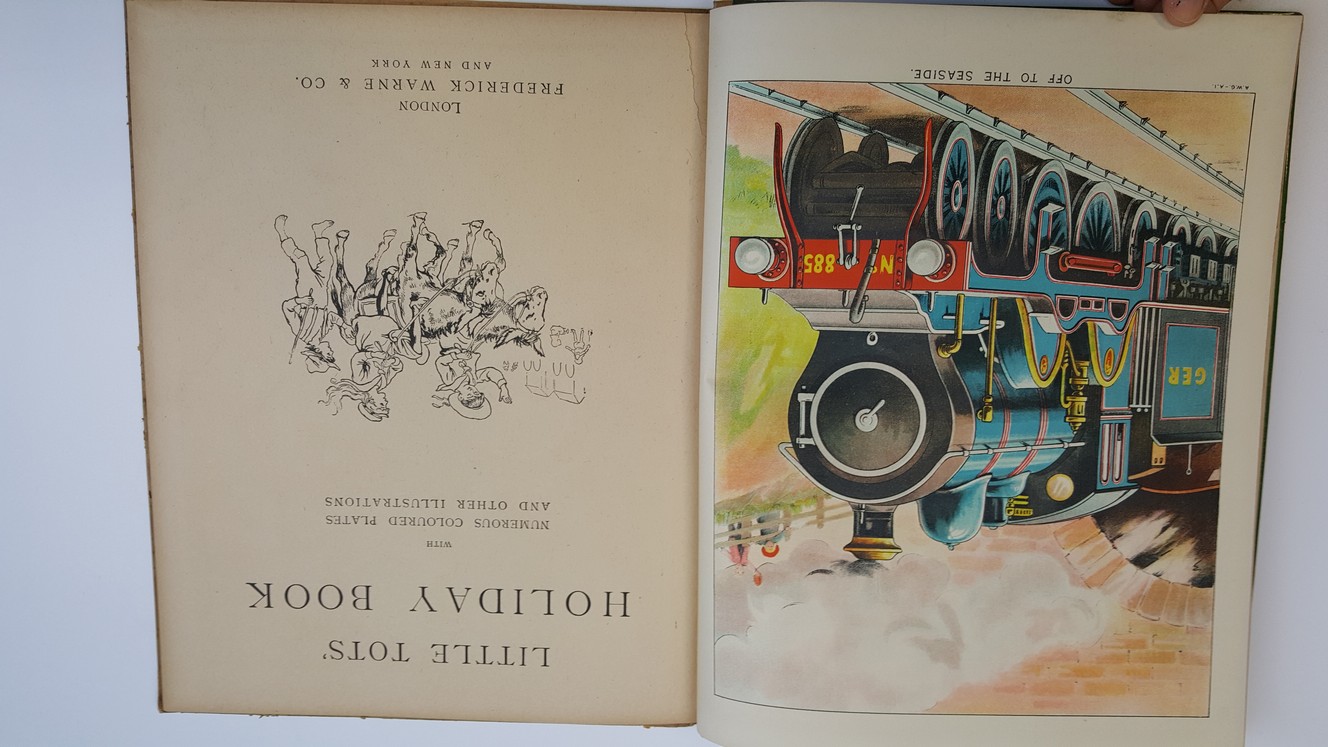 LITTLE TOTS'
HOLIDAY BOOK
WITH
NUMEROUS COLOURED PLATES
AND OTHER ILLUSTRATIONS
LONDON
FREDERICK WARNE & CO.
AND NEW YORK
GER
Nº 885
A.W.G.-A.1.
OFF TO THE SEASIDE.